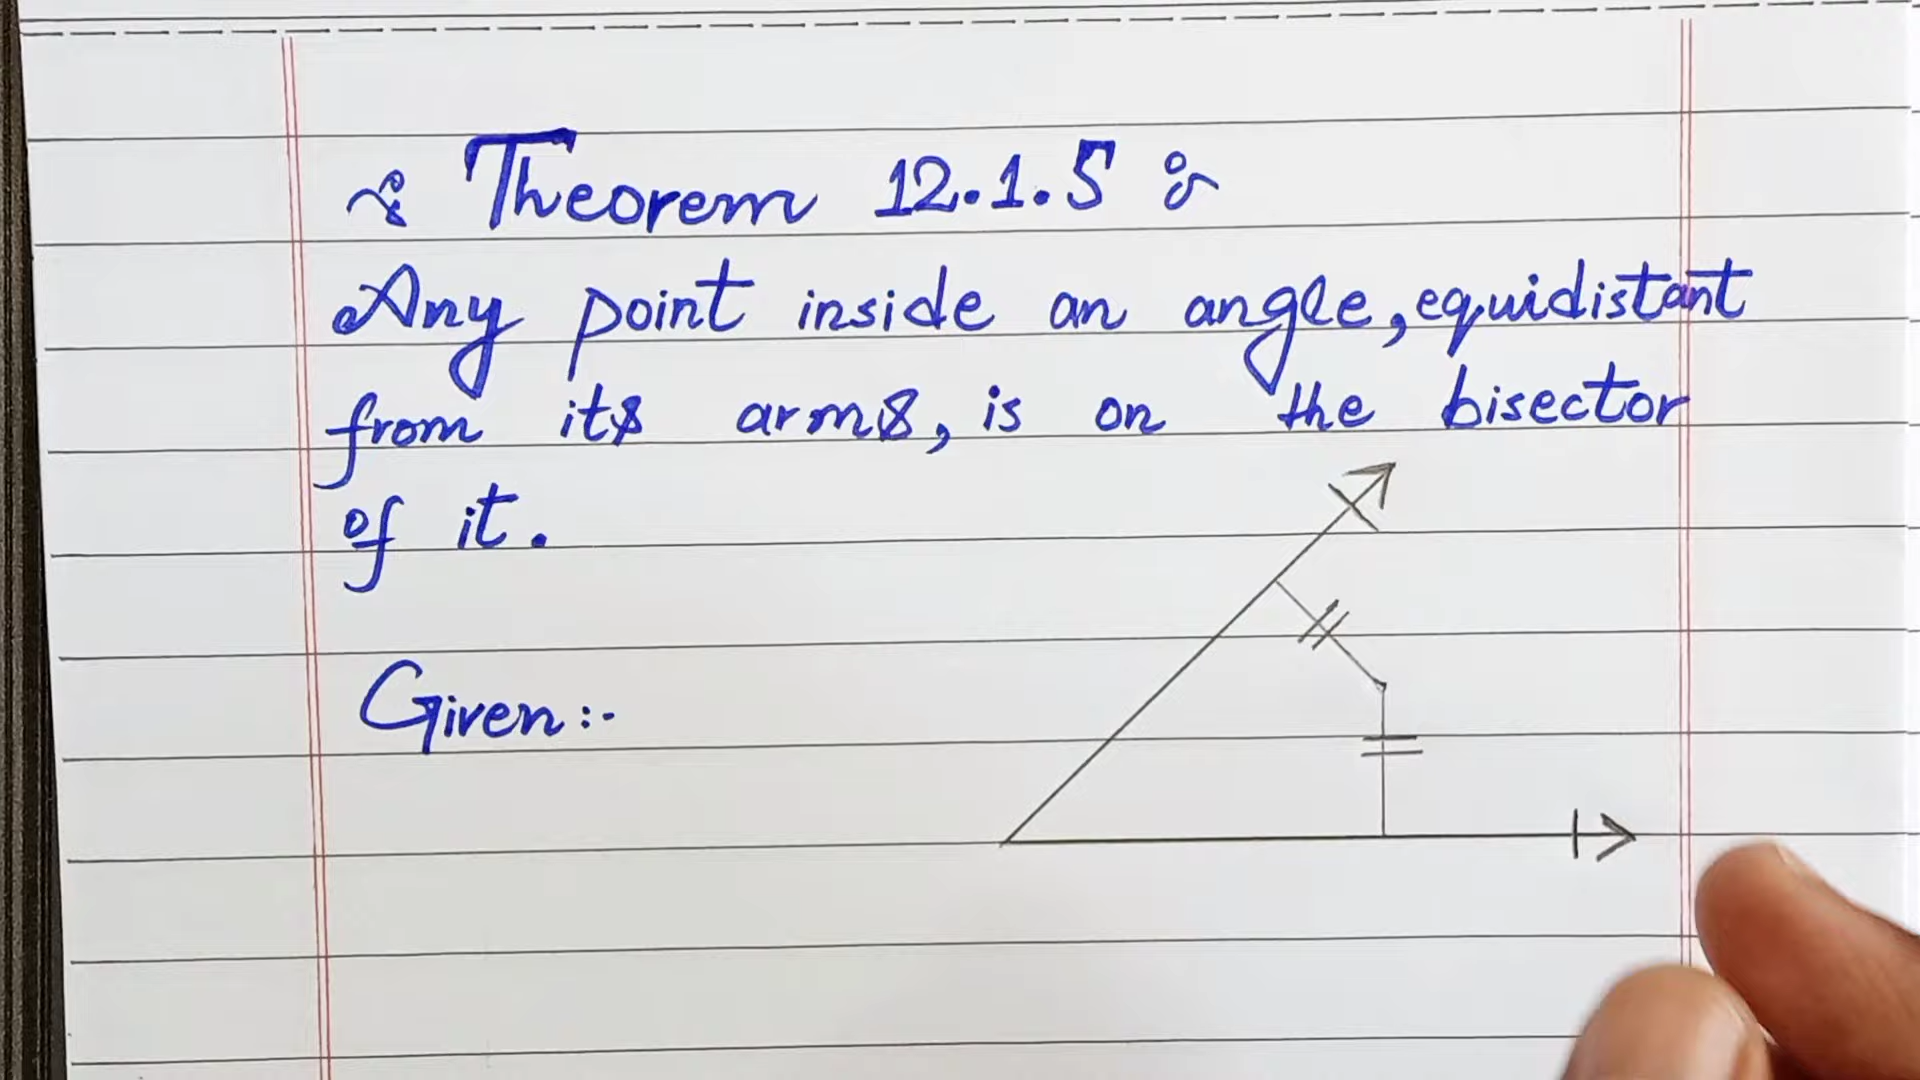 Theorem 12.1.5 :
Any point inside an angle, equidistant
from its arms, is on the bisector
of it.
Given:-